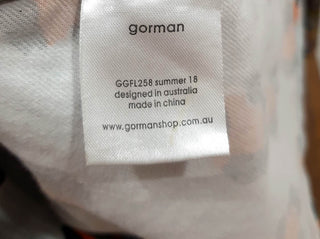 gorman
GGFL258 summer 18
designed in australia
made in china
www.gormanshop.com.au